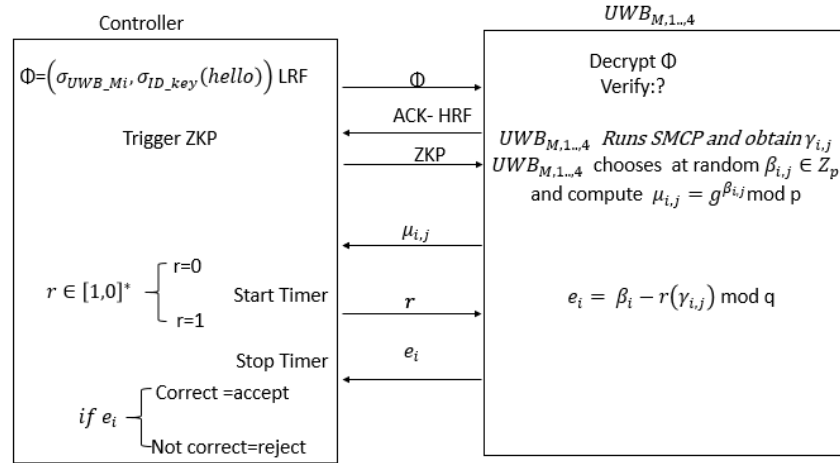 Controller
UWB_{M,1..,4}
Φ=(σ_{UWB_Mi}, σ_{ID_key}(hello)) LRF
Φ
Decrypt Φ
Verify:?
ACK- HRF
Trigger ZKP
UWB_{M,1..,4} Runs SMCP and obtain γ_{i,j}
ZKP
UWB_{M,1..,4} chooses at random β_{i,j} ∈ Z_p
and compute μ_{i,j} = g^{β_{i,j}} mod p
μ_{i,j}
r=0
r ∈ [1,0]*
Start Timer
r=1
r
e_i = β_i − r(γ_{i,j}) mod q
Stop Timer
e_i
Correct =accept
if e_i
Not correct=reject